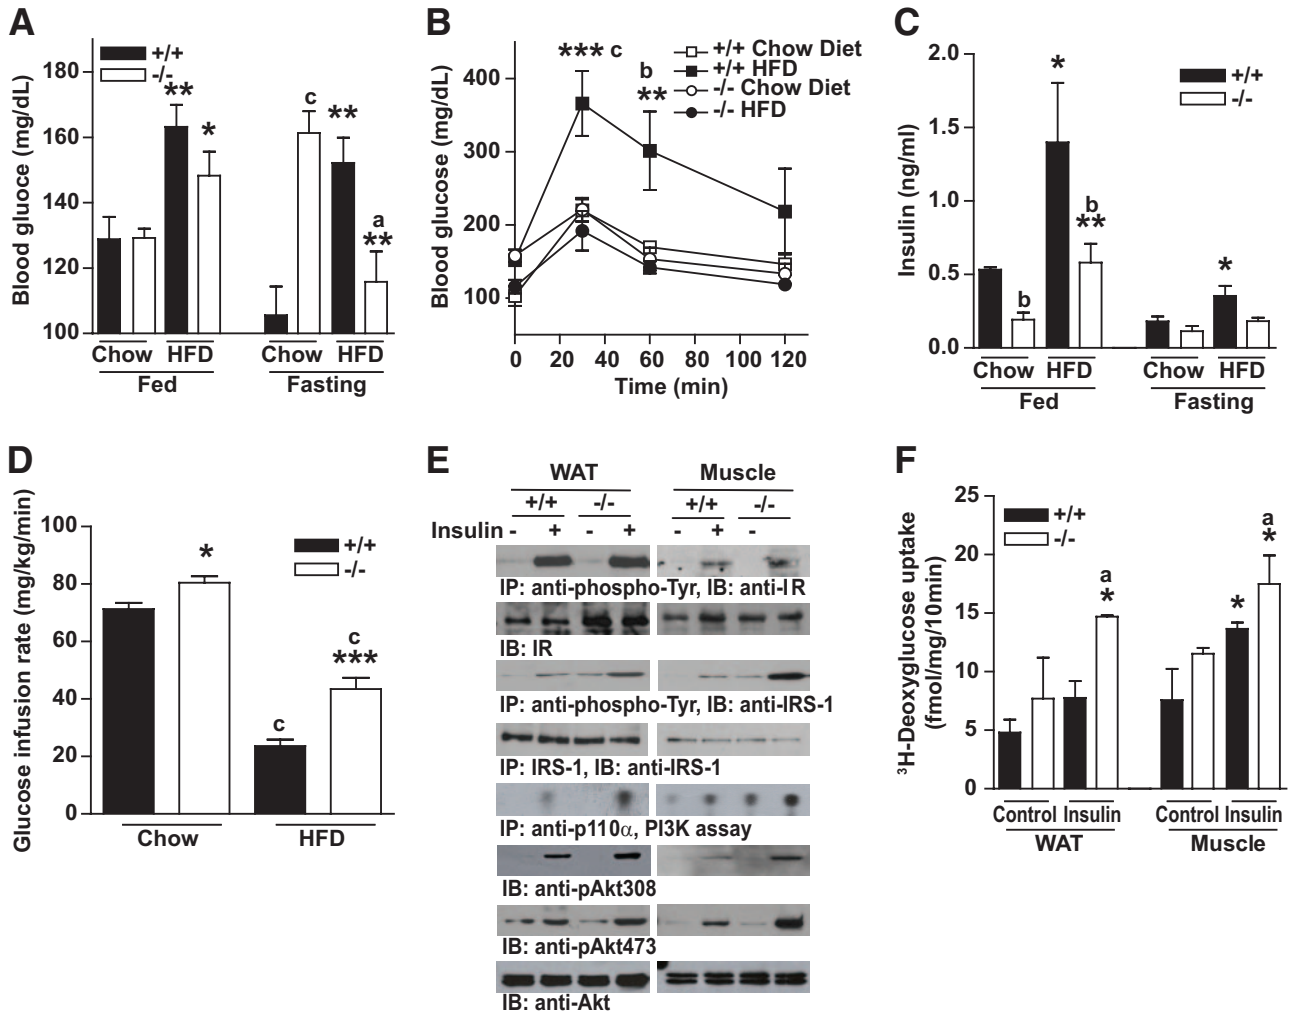 A
Blood gluoce (mg/dL)
180
160
140
120
100
+/+
-/-
**
*
c
**
a
**
Chow HFD Chow HFD
Fed Fasting
B
Blood glucose (mg/dL)
400
300
200
100
*** c
b
**
+/+ Chow Diet
+/+ HFD
-/- Chow Diet
-/- HFD
0 20 40 60 80 100 120
Time (min)
C
Insulin (ng/ml)
2.0
1.5
1.0
0.5
0.0
+/+
-/-
*
b
b
**
*
Chow HFD Chow HFD
Fed Fasting
D
Glucose infusion rate (mg/kg/min)
100
80
60
40
20
0
+/+
-/-
*
c
c
***
Chow HFD
E
WAT Muscle
+/+ -/- +/+ -/-
Insulin - + - + - + -
IP: anti-phospho-Tyr, IB: anti-IR
IB: IR
IP: anti-phospho-Tyr, IB: anti-IRS-1
IP: IRS-1, IB: anti-IRS-1
IP: anti-p110α, PI3K assay
IB: anti-pAkt308
IB: anti-pAkt473
IB: anti-Akt
F
³H-Deoxyglucose uptake
(fmol/mg/10min)
25
20
15
10
5
0
+/+
-/-
a
*
*
a
*
Control Insulin Control Insulin
WAT Muscle